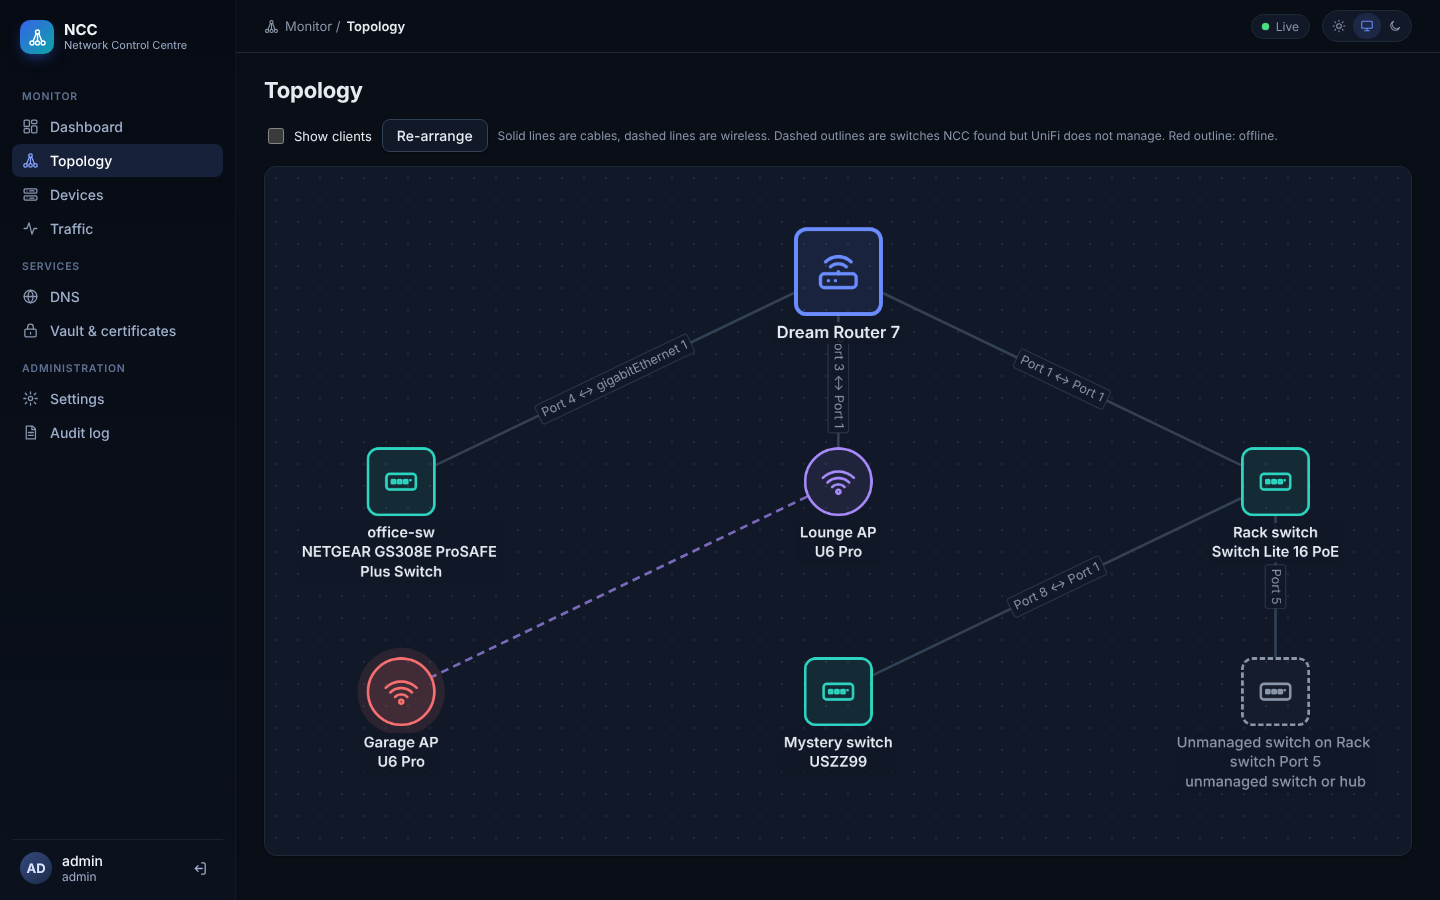 NCC
Network Control Centre
MONITOR
Dashboard
Topology
Devices
Traffic
SERVICES
DNS
Vault & certificates
ADMINISTRATION
Settings
Audit log
AD
admin
admin
Monitor / Topology
Live
Topology
Show clients
Re-arrange
Solid lines are cables, dashed lines are wireless. Dashed outlines are switches NCC found but UniFi does not manage. Red outline: offline.
Dream Router 7
Port 4 ↔ gigabitEthernet 1
ort 3 ↔ Port 1
Port 1 ↔ Port 1
office-sw
NETGEAR GS308E ProSAFE
Plus Switch
Lounge AP
U6 Pro
Rack switch
Switch Lite 16 PoE
Port 8 ↔ Port 1
Port 5
Garage AP
U6 Pro
Mystery switch
USZZ99
Unmanaged switch on Rack
switch Port 5
unmanaged switch or hub